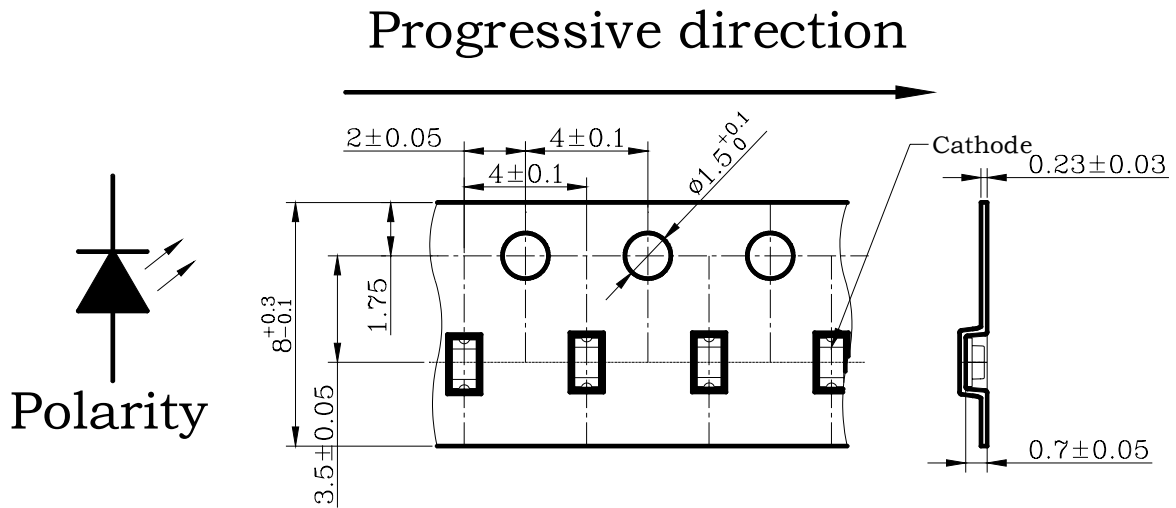 Progressive direction
2±0.05
4±0.1
4±0.1
ø1.5 +0.1 0
Cathode
0.23±0.03
1.75
8 +0.3 -0.1
3.5±0.05
Polarity
0.7±0.05